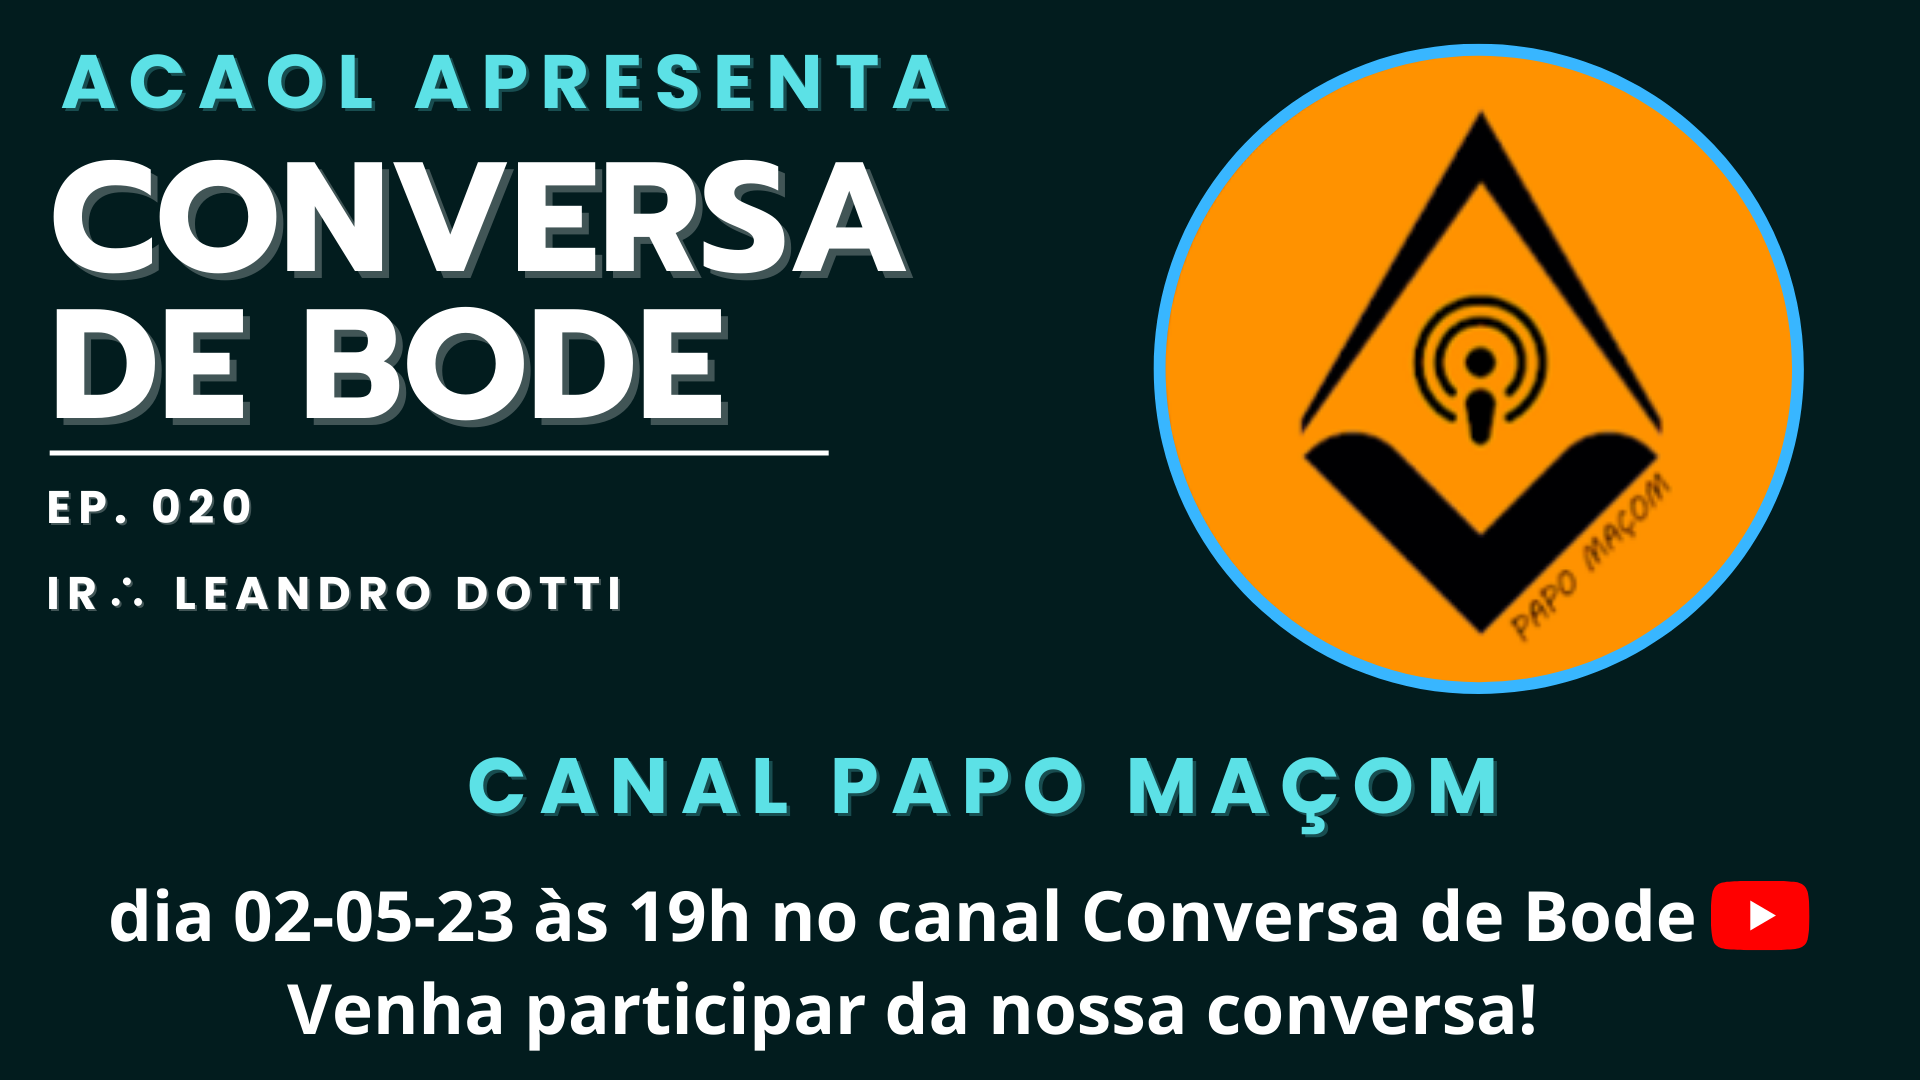 ACAOL APRESENTA
CONVERSA
DE BODE
EP. 020
IR∴ LEANDRO DOTTI
PAPO MAÇOM
CANAL PAPO MAÇOM
dia 02-05-23 às 19h no canal Conversa de Bode
Venha participar da nossa conversa!